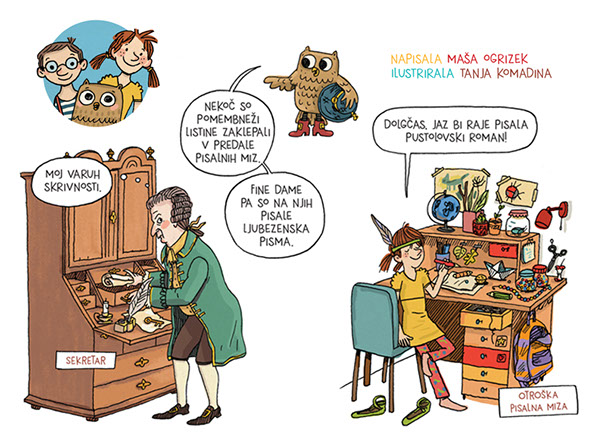 NAPISALA MAŠA OGRIZEK
ILUSTRIRALA TANJA KOMADINA
NEKOČ SO
POMEMBNEŽI
LISTINE ZAKLEPALI
V PREDALE
PISALNIH MIZ.
FINE DAME
PA SO NA NJIH
PISALE
LJUBEZENSKA
PISMA.
MOJ VARUH
SKRIVNOSTI.
SEKRETAR
DOLGČAS, JAZ BI RAJE PISALA
PUSTOLOVSKI ROMAN!
OTROŠKA
PISALNA MIZA